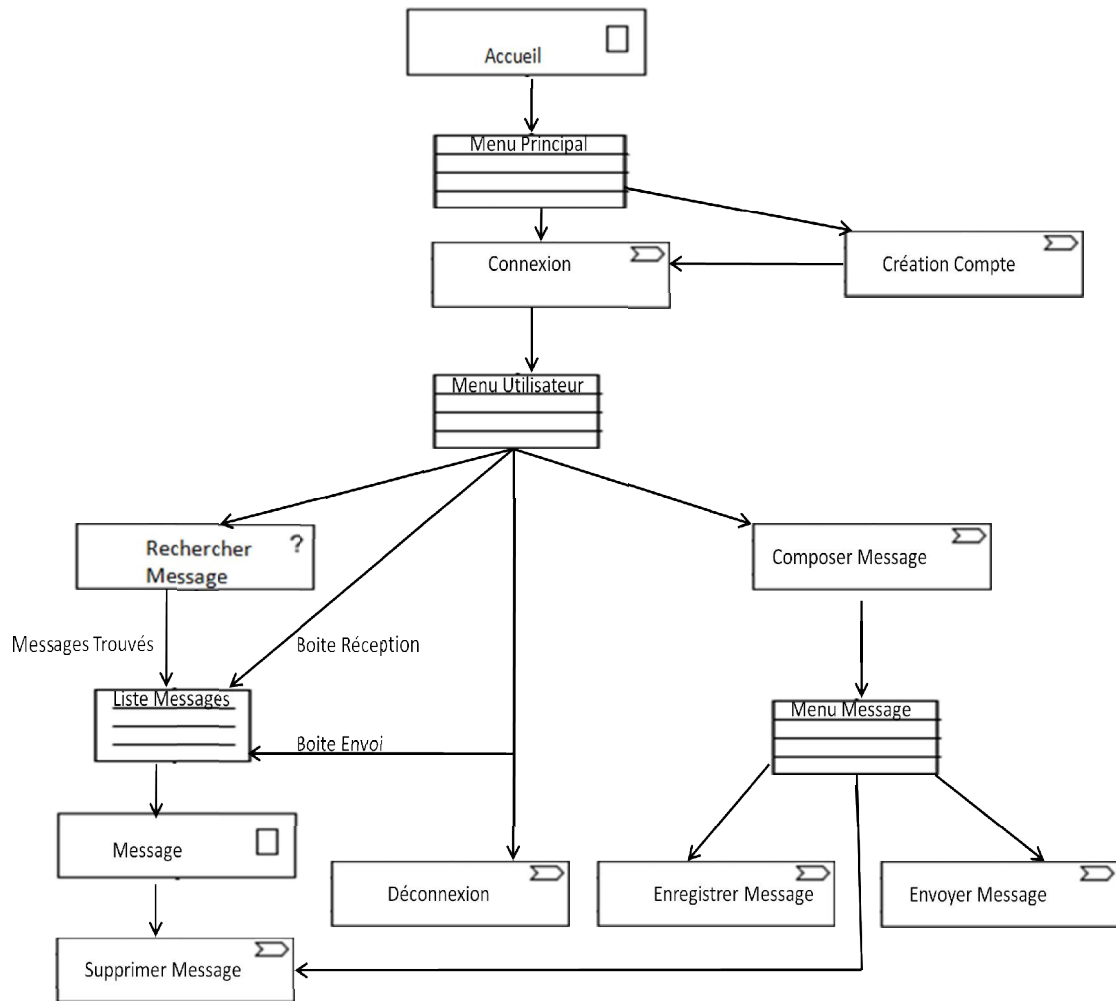 Accueil
Menu Principal
Connexion
Création Compte
Menu Utilisateur
Rechercher
Message
?
Composer Message
Messages Trouvés
Boite Réception
Liste Messages
Menu Message
Boite Envoi
Message
Déconnexion
Enregistrer Message
Envoyer Message
Supprimer Message